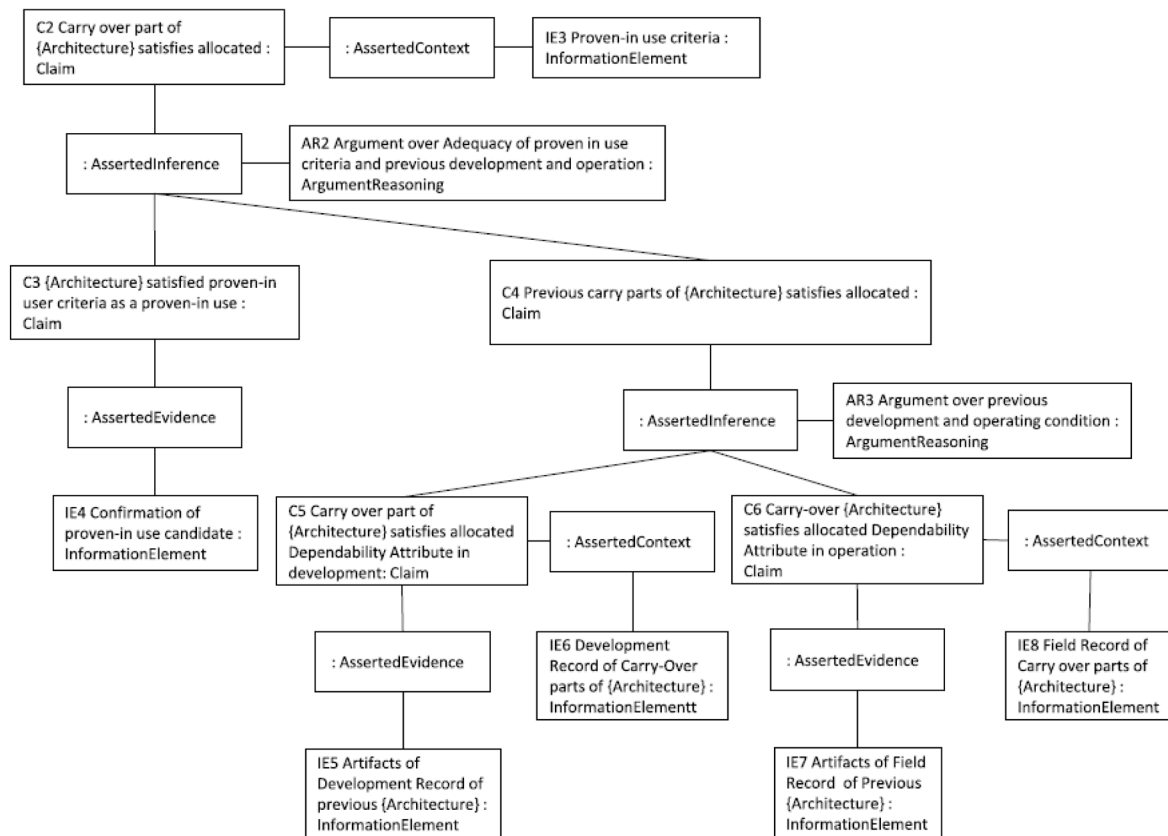 C2 Carry over part of
{Architecture} satisfies allocated :
Claim
: AssertedContext
IE3 Proven-in use criteria :
InformationElement
: AssertedInference
AR2 Argument over Adequacy of proven in use
criteria and previous development and operation :
ArgumentReasoning
C3 {Architecture} satisfied proven-in
user criteria as a proven-in use :
Claim
C4 Previous carry parts of {Architecture} satisfies allocated :
Claim
: AssertedEvidence
: AssertedInference
AR3 Argument over previous
development and operating condition :
ArgumentReasoning
IE4 Confirmation of
proven-in use candidate :
InformationElement
C5 Carry over part of
{Architecture} satisfies allocated
Dependability Attribute in
development: Claim
: AssertedContext
C6 Carry-over {Architecture}
satisfies allocated Dependability
Attribute in operation :
Claim
: AssertedContext
: AssertedEvidence
IE6 Development
Record of Carry-Over
parts of {Architecture} :
InformationElementt
: AssertedEvidence
IE8 Field Record of
Carry over parts of
{Architecture} :
InformationElement
IE5 Artifacts of
Development Record of
previous {Architecture} :
InformationElement
IE7 Artifacts of Field
Record  of Previous
{Architecture} :
InformationElement